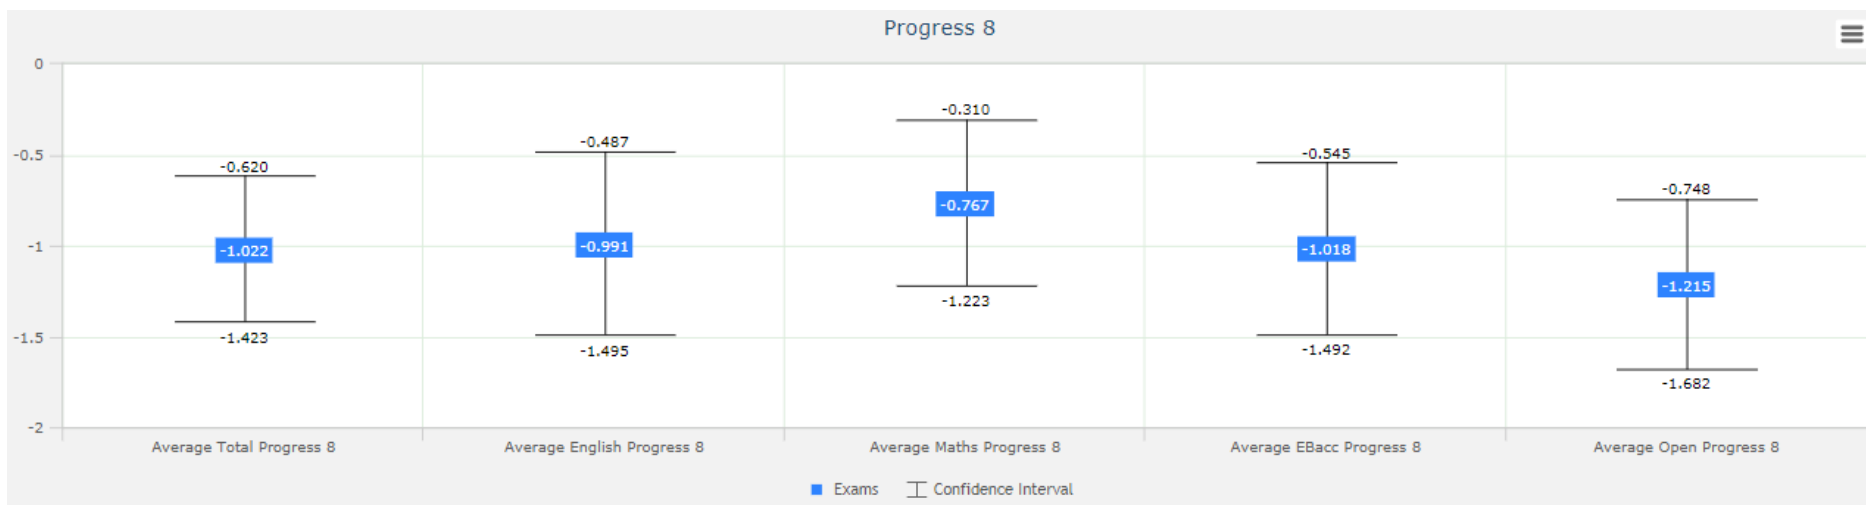 Progress 8
0
-0.5
-1
-1.5
-2
-0.620
-1.022
-1.423
-0.487
-0.991
-1.495
-0.310
-0.767
-1.223
-0.545
-1.018
-1.492
-0.748
-1.215
-1.682
Average Total Progress 8
Average English Progress 8
Average Maths Progress 8
Average EBacc Progress 8
Average Open Progress 8
Exams
Confidence Interval